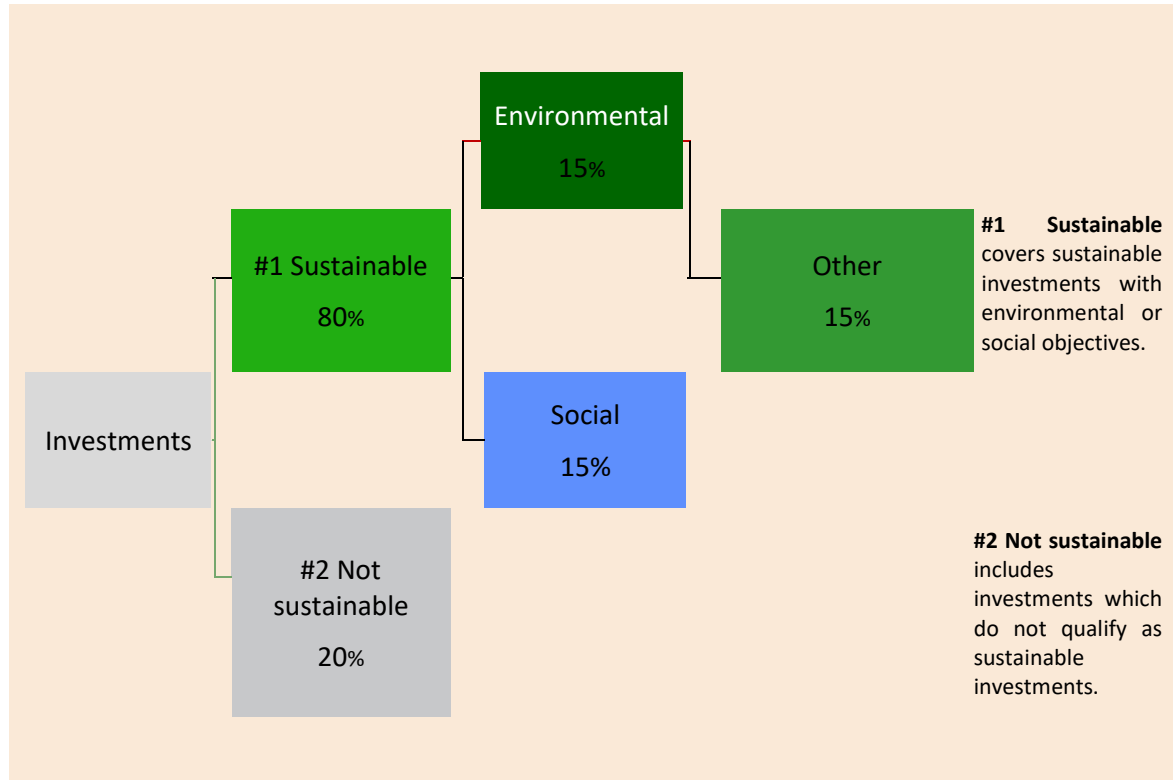 Environmental
15%
#1 Sustainable
80%
Other
15%
#1 Sustainable
covers sustainable
investments with
environmental or
social objectives.
Investments
Social
15%
#2 Not
sustainable
20%
#2 Not sustainable
includes
investments which
do not qualify as
sustainable
investments.